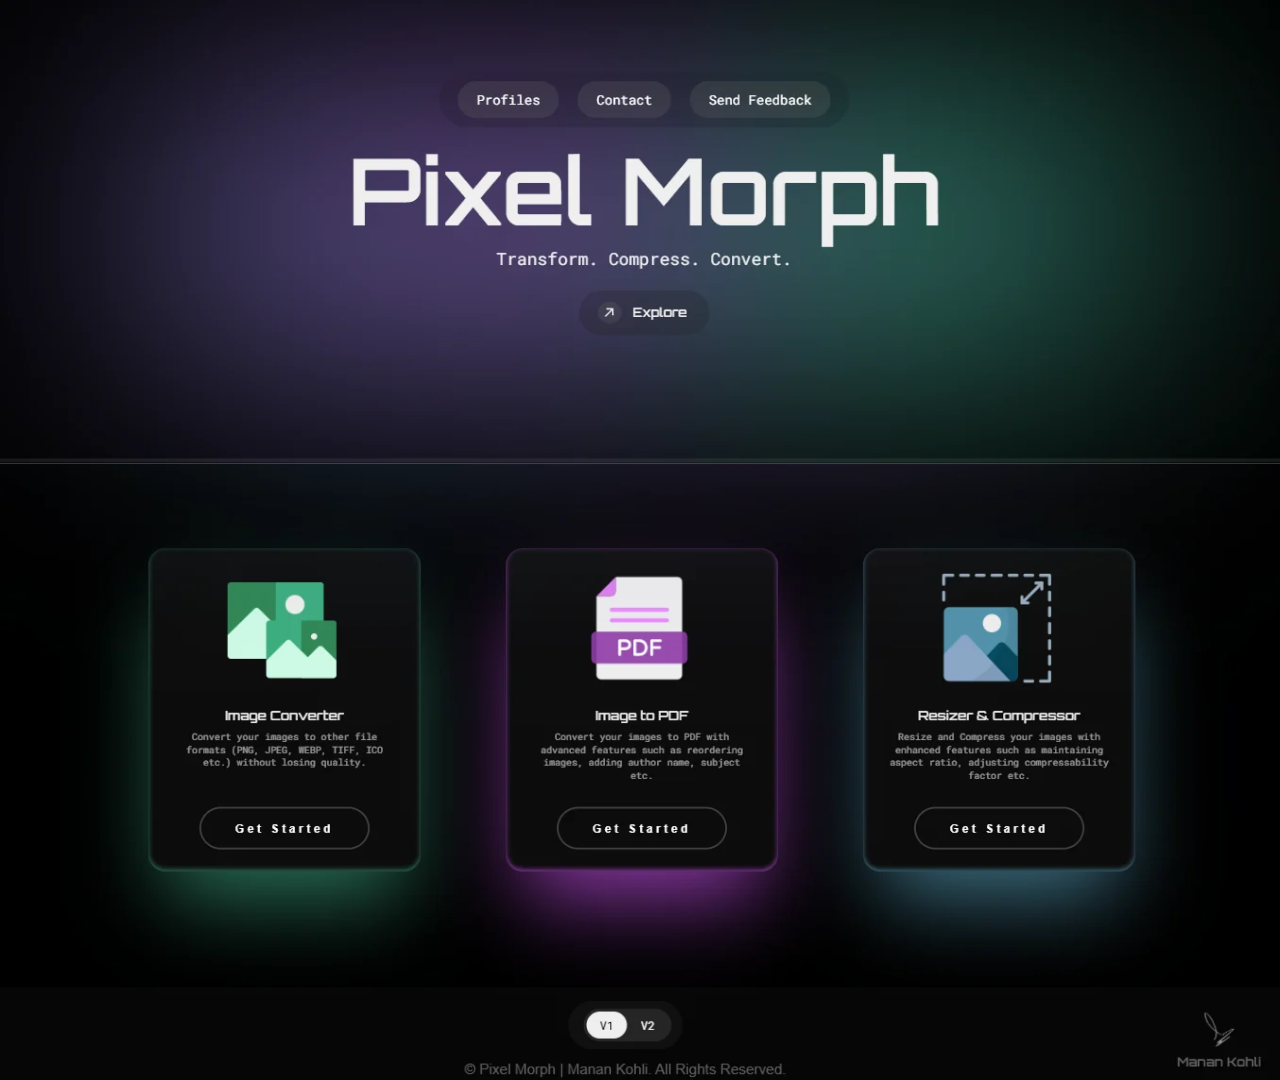 Profiles Contact Send Feedback
Pixel Morph
Transform. Compress. Convert.
Explore
PDF
Image Converter
Convert your images to other file
formats (PNG, JPEG, WEBP, TIFF, ICO
etc.) without losing quality.
Get Started
Image to PDF
Convert your images to PDF with
advanced features such as reordering
images, adding author name, subject
etc.
Get Started
Resizer & Compressor
Resize and Compress your images with
enhanced features such as maintaining
aspect ratio, adjusting compressability
factor etc.
Get Started
V1 V2
© Pixel Morph | Manan Kohli. All Rights Reserved.
Manan Kohli